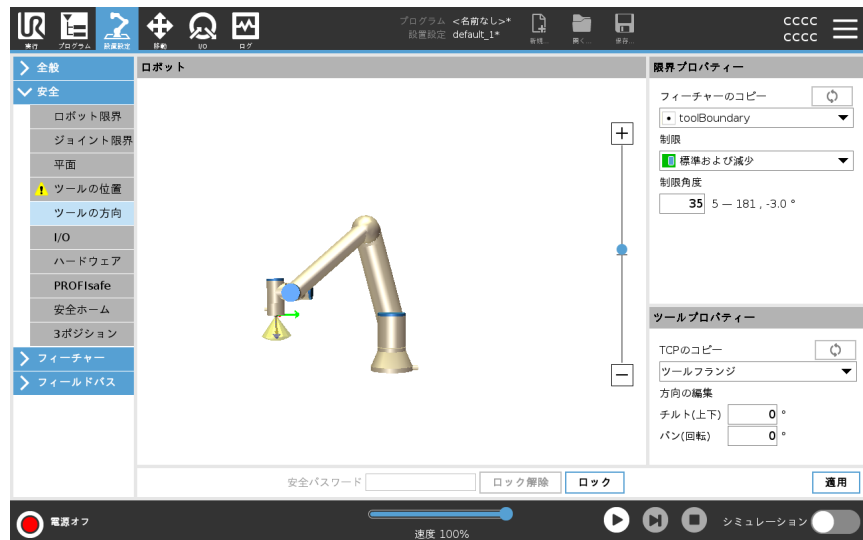 UR
実行
プログラム
設置設定
移動
I/O
ログ
プログラム <名前なし>*
設置設定 default_1*
新規...
開く...
保存...
cccc
cccc
全般
安全
ロボット限界
ジョイント限界
平面
ツールの位置
ツールの方向
I/O
ハードウェア
PROFIsafe
安全ホーム
3ポジション
フィーチャー
フィールドバス
ロボット
限界プロパティー
フィーチャーのコピー
toolBoundary
制限
標準および減少
制限角度
35 5 — 181 , -3.0 °
ツールプロパティー
TCPのコピー
ツールフランジ
方向の編集
チルト(上下) 0 °
パン(回転) 0 °
安全パスワード
ロック解除
ロック
適用
電源オフ
速度 100%
シミュレーション